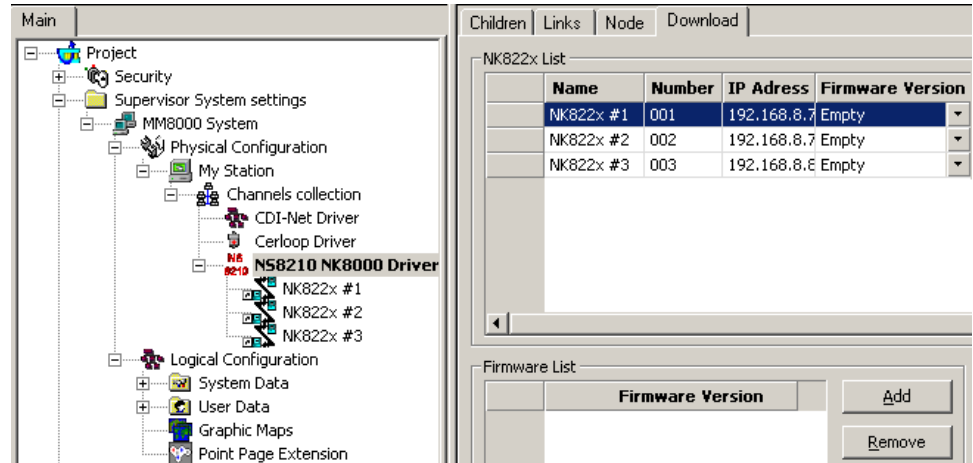 Main
Project
Security
Supervisor System settings
MM8000 System
Physical Configuration
My Station
Channels collection
CDI-Net Driver
Cerloop Driver
NS
8210
NS8210 NK8000 Driver
NK822x #1
NK822x #2
NK822x #3
Logical Configuration
System Data
User Data
Graphic Maps
Point Page Extension
Children Links Node Download
NK822x List
Name Number IP Adress Firmware Version
NK822x #1 001 192.168.8.7 Empty
NK822x #2 002 192.168.8.7 Empty
NK822x #3 003 192.168.8.8 Empty
Firmware List
Firmware Version
Add
Remove